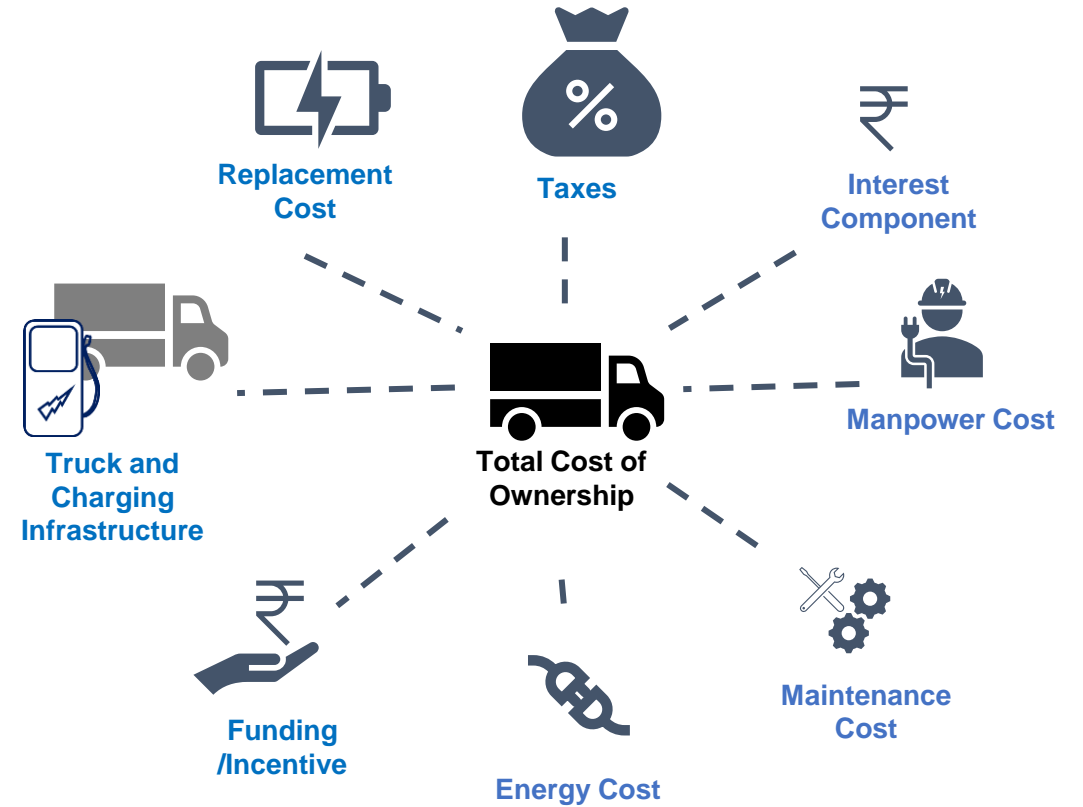 %
₹
Replacement
Cost
Taxes
Interest
Component
Manpower Cost
Truck and
Charging
Infrastructure
Total Cost of
Ownership
₹
Maintenance
Cost
Funding
/Incentive
Energy Cost